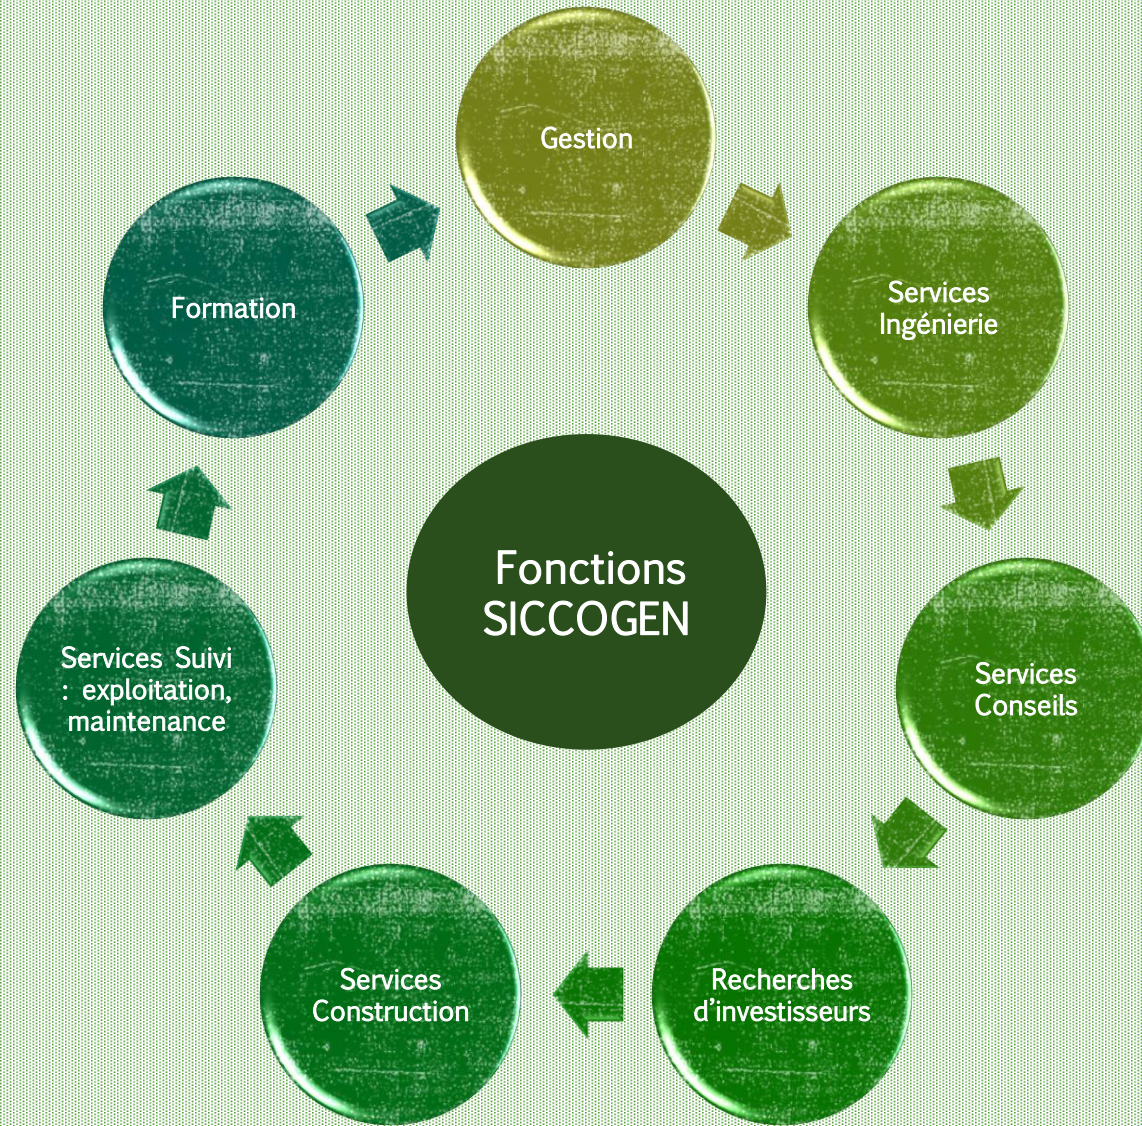 Gestion
Services
Ingénierie
Services
Conseils
Recherches
d’investisseurs
Services
Construction
Services Suivi
: exploitation,
maintenance
Formation
Fonctions
SICCOGEN